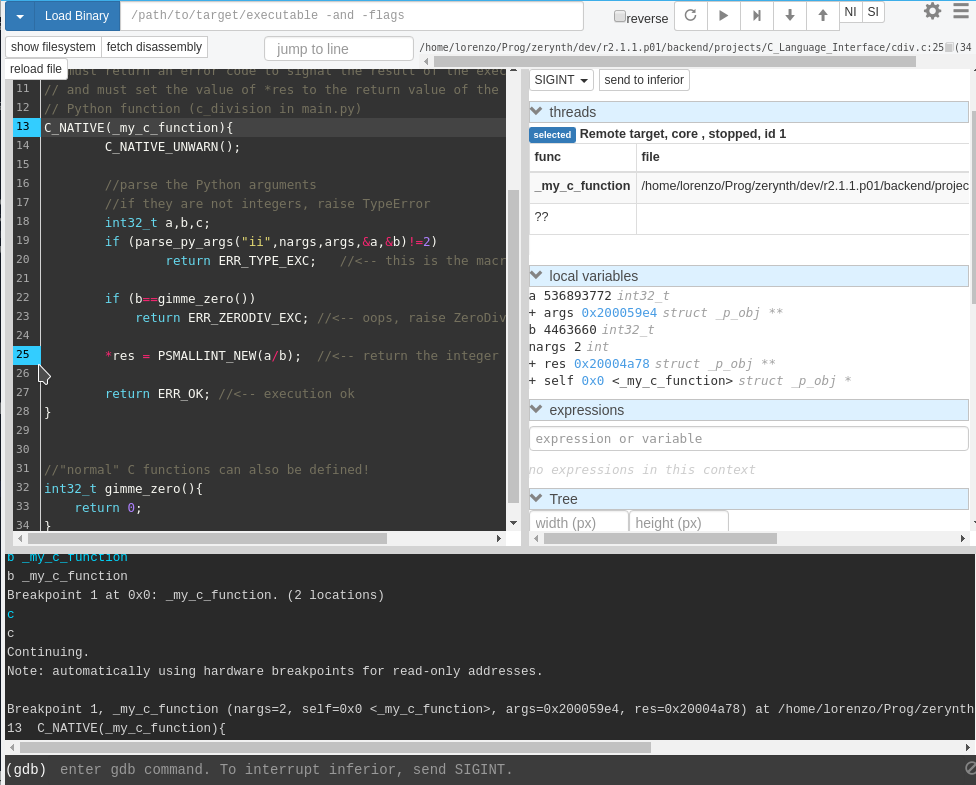 Load Binary /path/to/target/executable -and -flags reverse NI SI
show filesystem fetch disassembly jump to line /home/lorenzo/Prog/zerynth/dev/r2.1.1.p01/backend/projects/C_Language_Interface/cdiv.c:25 (34
reload file
must return an error code to signal the result of the exec
11 // and must set the value of *res to the return value of the
12 // Python function (c_division in main.py)
13 C_NATIVE(_my_c_function){
14 C_NATIVE_UNWARN();
15
16 //parse the Python arguments
17 //if they are not integers, raise TypeError
18 int32_t a,b,c;
19 if (parse_py_args("ii",nargs,args,&a,&b)!=2)
20 return ERR_TYPE_EXC; //<-- this is the macr
21
22 if (b==gimme_zero())
23 return ERR_ZERODIV_EXC; //<-- oops, raise ZeroDiv
24
25 *res = PSMALLINT_NEW(a/b); //<-- return the integer
26
27 return ERR_OK; //<-- execution ok
28 }
29
30
31 //"normal" C functions can also be defined!
32 int32_t gimme_zero(){
33 return 0;
34 }
SIGINT send to inferior
threads
selected Remote target, core , stopped, id 1
func file
_my_c_function /home/lorenzo/Prog/zerynth/dev/r2.1.1.p01/backend/projec
??
local variables
a 536893772 int32_t
+ args 0x200059e4 struct _p_obj **
b 4463660 int32_t
nargs 2 int
+ res 0x20004a78 struct _p_obj **
+ self 0x0 <_my_c_function> struct _p_obj *
expressions
expression or variable
no expressions in this context
Tree
width (px) height (px)
b _my_c_function
b _my_c_function
Breakpoint 1 at 0x0: _my_c_function. (2 locations)
c
c
Continuing.
Note: automatically using hardware breakpoints for read-only addresses.
Breakpoint 1, _my_c_function (nargs=2, self=0x0 <_my_c_function>, args=0x200059e4, res=0x20004a78) at /home/lorenzo/Prog/zerynth
13 C_NATIVE(_my_c_function){
(gdb) enter gdb command. To interrupt inferior, send SIGINT.